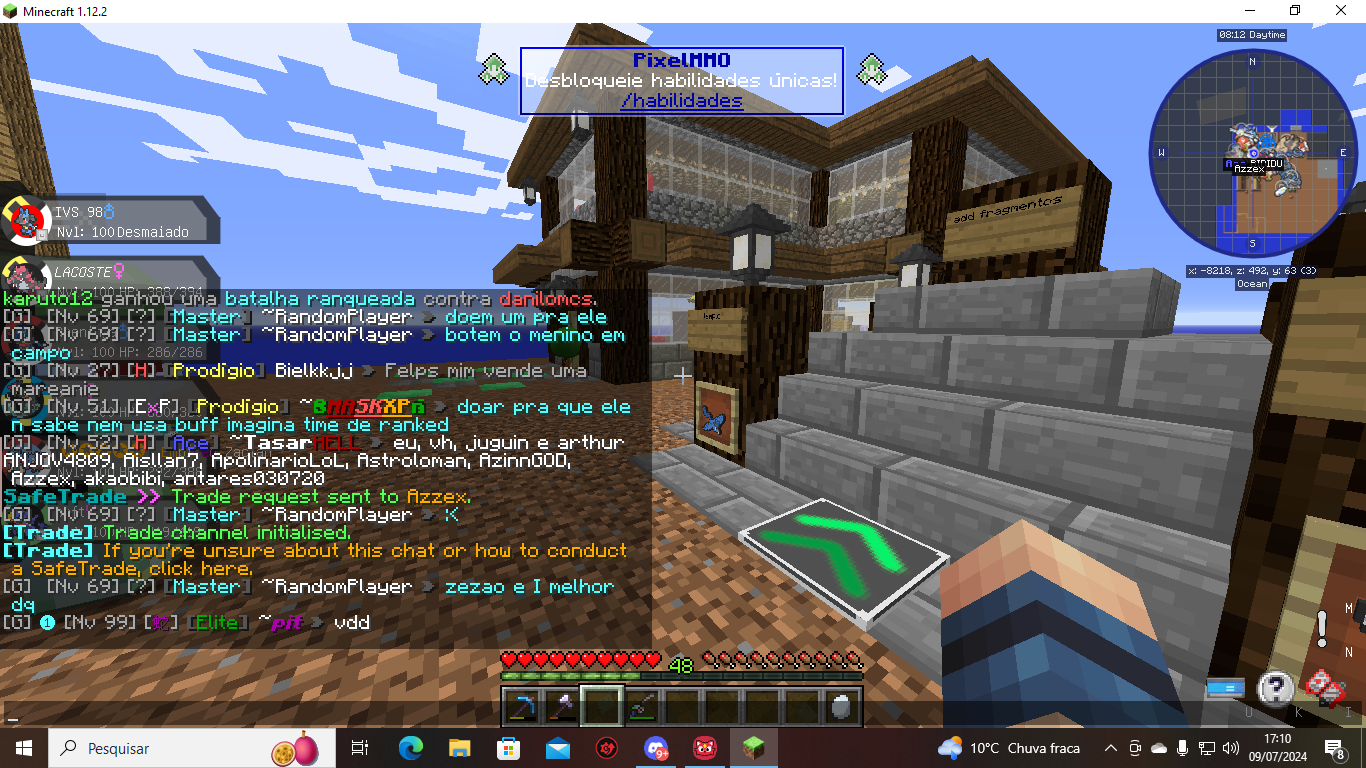 Minecraft 1.12.2
08:12 Daytime
PixelMMO
Desbloqueie habilidades únicas!
/habilidades
N
W
E
S
Azzex
x: -8218, z: 492, y: 63 (3)
Ocean
add fragmentos
IVS 98
Nvl: 100 Desmaiado
LACOSTE
karuto12 ganhou uma batalha ranqueada contra danilomcs.
[G] [Nv 69] [?] [Master] ~RandomPlayer doem um pra ele
[G] [Nv 69] [?] [Master] ~RandomPlayer botem o menino em
campo
[G] [Nv 27] [H] [Prodígio] Bielkkjj Felps mim vende uma
mareanie
[G] [Nv 51] [ExP] [Prodígio] doar pra que ele
n sabe nem usa buff imagina time de ranked
[G] [Nv 52] [H] [Ace] ~TasarHELL eu, vh, juguin e arthur
ANJOV4809, Aisllan7, ApolinarioLoL, Astroloman, AzinnGOD,
Azzex, akaobibi, antares030720
SafeTrade >> Trade request sent to Azzex.
[G] [Nv 69] [?] [Master] ~RandomPlayer :K
[Trade] Trade channel initialised.
[Trade] If you're unsure about this chat or how to conduct
a SafeTrade, click here.
[G] [Nv 69] [?] [Master] ~RandomPlayer zezao e I melhor
dq
[G] 1 [Nv 99] [Elite] ~pif vdd
48
M
N
U
K
I
Pesquisar
9+
10°C Chuva fraca
17:10
09/07/2024
8